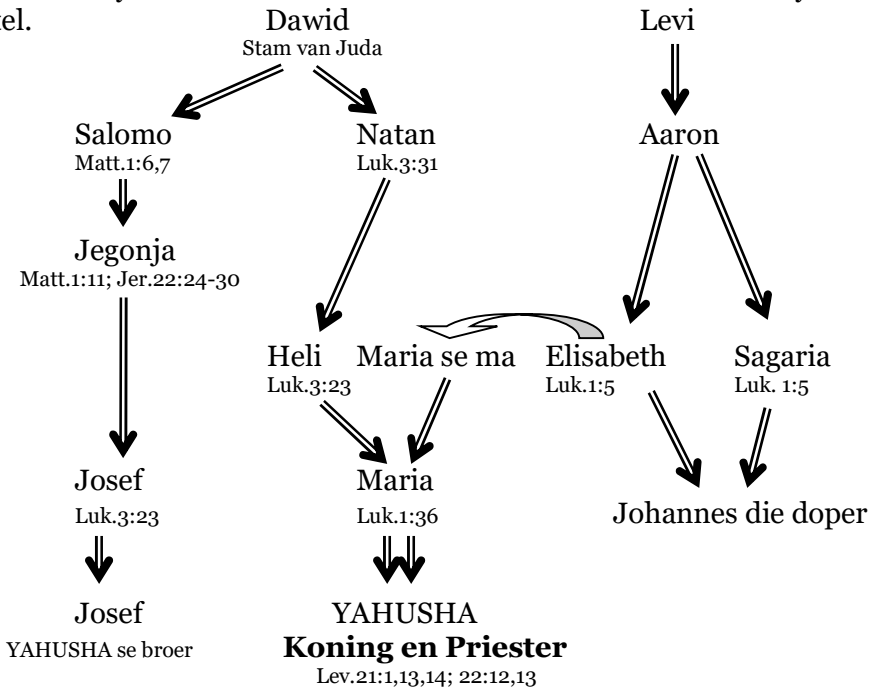 tel.
Dawid
Levi
Stam van Juda
Salomo
Natan
Aaron
Matt.1:6,7
Luk.3:31
Jegonja
Matt.1:11; Jer.22:24-30
Heli
Maria se ma
Elisabeth
Sagaria
Luk.3:23
Luk.1:5
Luk. 1:5
Josef
Maria
Luk.3:23
Luk.1:36
Johannes die doper
Josef
YAHUSHA
YAHUSHA se broer
Koning en Priester
Lev.21:1,13,14; 22:12,13